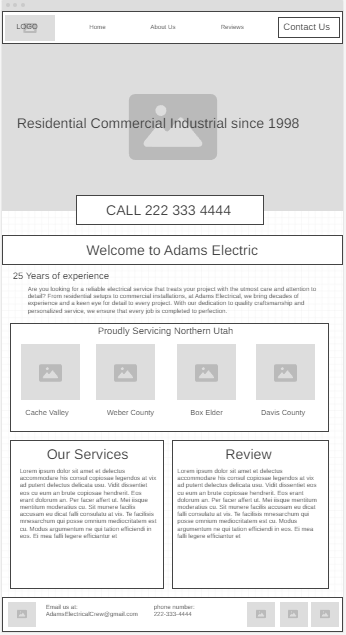 LOGO
Home
About Us
Reviews
Contact Us
Residential Commercial Industrial since 1998
CALL 222 333 4444
Welcome to Adams Electric
25 Years of experience
Are you looking for a reliable electrical service that treats your project with the utmost care and attention to
detail? From residential setups to commercial installations, at Adams Electrical, we bring decades of
experience and a keen eye for detail to every project. With our dedication to quality craftsmanship and
personalized service, we ensure that every job is completed to perfection.
Proudly Servicing Northern Utah
Cache Valley
Weber County
Box Elder
Davis County
Our Services
Lorem ipsum dolor sit amet el delectus
accommodare his consul copiosae legendos at vix
ad putent delectus delicata usu. Vidit dissentiet
eos cu eum an brute copiosae hendrerit. Eos
erant dolorum an. Per facer affert ut. Mei iisque
mentitum moderatius cu. Sit munere facilis
accusam eu dicat falli consulatu at vis. Te facilisis
mnesarchum qui posse omnium mediocritatem est
cu. Modus argumentum ne qui tation efficiendi in
eos. Ei mea falli legere efficiantur et
Review
Lorem ipsum dolor sit amet el delectus
accommodare his consul copiosae legendos at vix
ad putent delectus delicata usu. Vidit dissentiet
eos cu eum an brute copiosae hendrerit. Eos erant
dolorum an. Per facer affert ut. Mei iisque mentitum
moderatius cu. Sit munere facilis accusam eu dicat
falli consulatu at vis. Te facilisis mnesarchum qui
posse omnium mediocritatem est cu. Modus
argumentum ne qui tation efficiendi in eos. Ei mea
falli legere efficiantur et
Email us at:
AdamsElectricalCrew@gmail.com
phone number:
222-333-4444